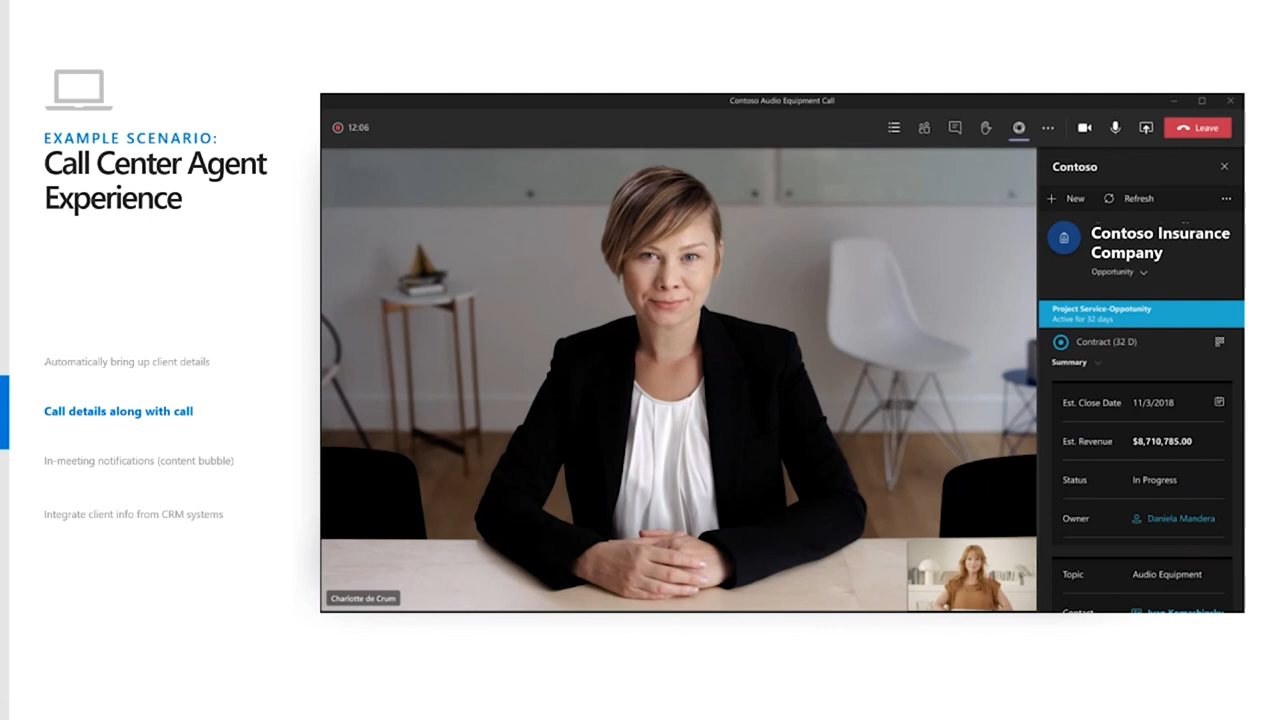 EXAMPLE SCENARIO:
Call Center Agent
Experience
Automatically bring up client details
Call details along with call
In-meeting notifications (content bubble)
Integrate client info from CRM systems
Contoso Audio Equipment Call
12:06
Leave
Charlotte de Crum
Contoso
New
Refresh
Contoso Insurance
Company
Opportunity
Project Service-Oppotunity
Active for 32 days
Contract (32 D)
Summary
Est. Close Date 11/3/2018
Est. Revenue $8,710,785.00
Status In Progress
Owner Daniela Mandera
Topic Audio Equipment
Contact